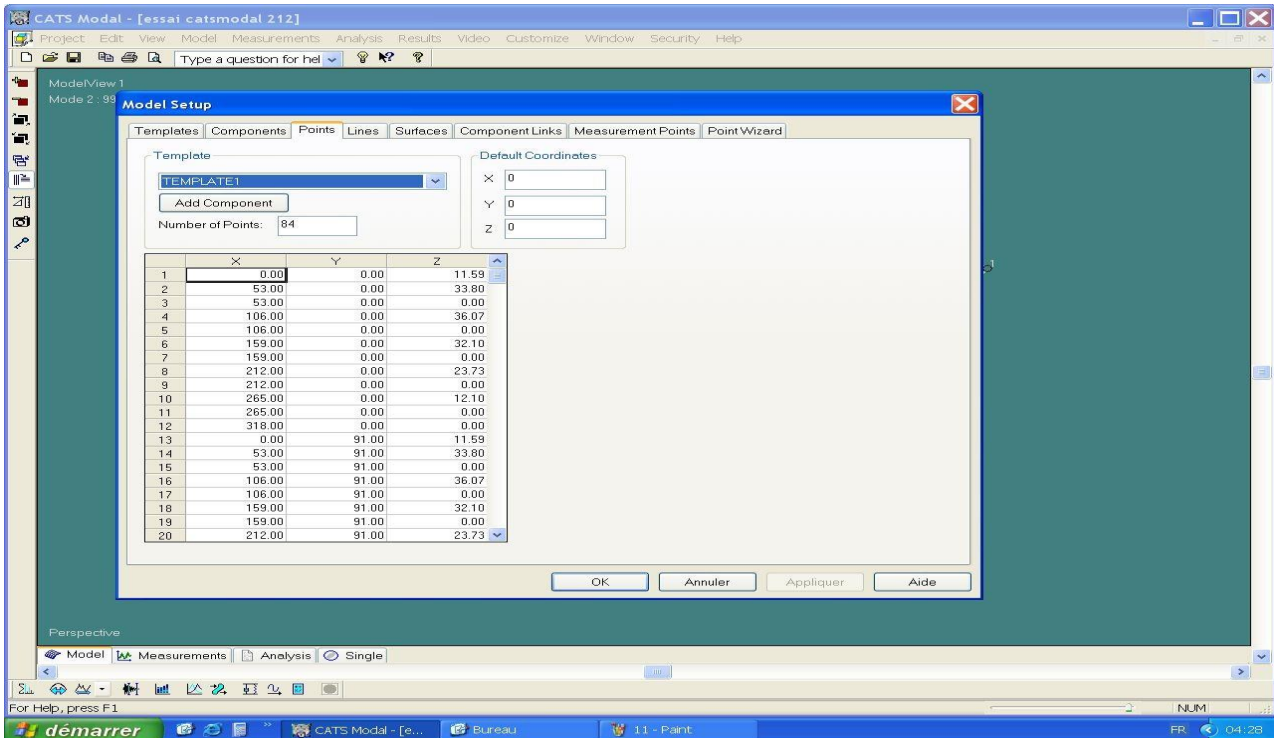 CATS Modal - [essai catsmodal 212]
Project Edit View Model Measurements Analysis Results Video Customize Window Security Help
Type a question for hel
ModelView 1
Mode 2 : 99
Model Setup
Templates Components Points Lines Surfaces Component Links Measurement Points Point Wizard
Template Default Coordinates
TEMPLATE1 X 0
Add Component Y 0
Number of Points: 84 Z 0
X Y Z
1 0.00 0.00 11.59
2 53.00 0.00 33.80
3 53.00 0.00 0.00
4 106.00 0.00 36.07
5 106.00 0.00 0.00
6 159.00 0.00 32.10
7 159.00 0.00 0.00
8 212.00 0.00 23.73
9 212.00 0.00 0.00
10 265.00 0.00 12.10
11 265.00 0.00 0.00
12 318.00 0.00 0.00
13 0.00 91.00 11.59
14 53.00 91.00 33.80
15 53.00 91.00 0.00
16 106.00 91.00 36.07
17 106.00 91.00 0.00
18 159.00 91.00 32.10
19 159.00 91.00 0.00
20 212.00 91.00 23.73
1
OK Annuler Appliquer Aide
Perspective
Model Measurements Analysis Single
For Help, press F1 NUM
démarrer CATS Modal - [e... Bureau 11 - Paint FR 04:28